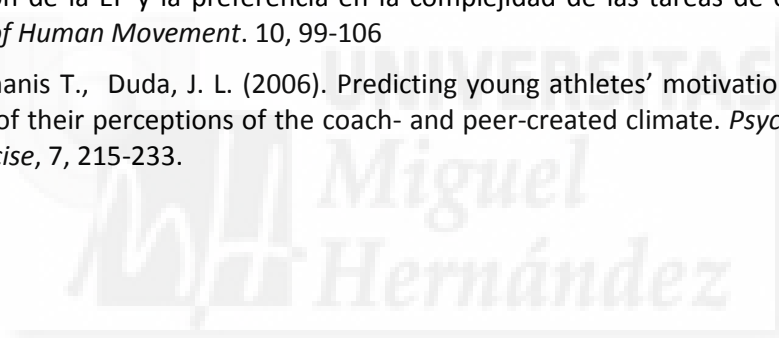 de la EF y la preferencia en la complejidad de las tareas de
of Human Movement. 10, 99-106
anis T., Duda, J. L. (2006). Predicting young athletes’ motivatio
of their perceptions of the coach- and peer-created climate. Psyc
cise, 7, 215-233.
UNIVERSITAS
Miguel
Hernández